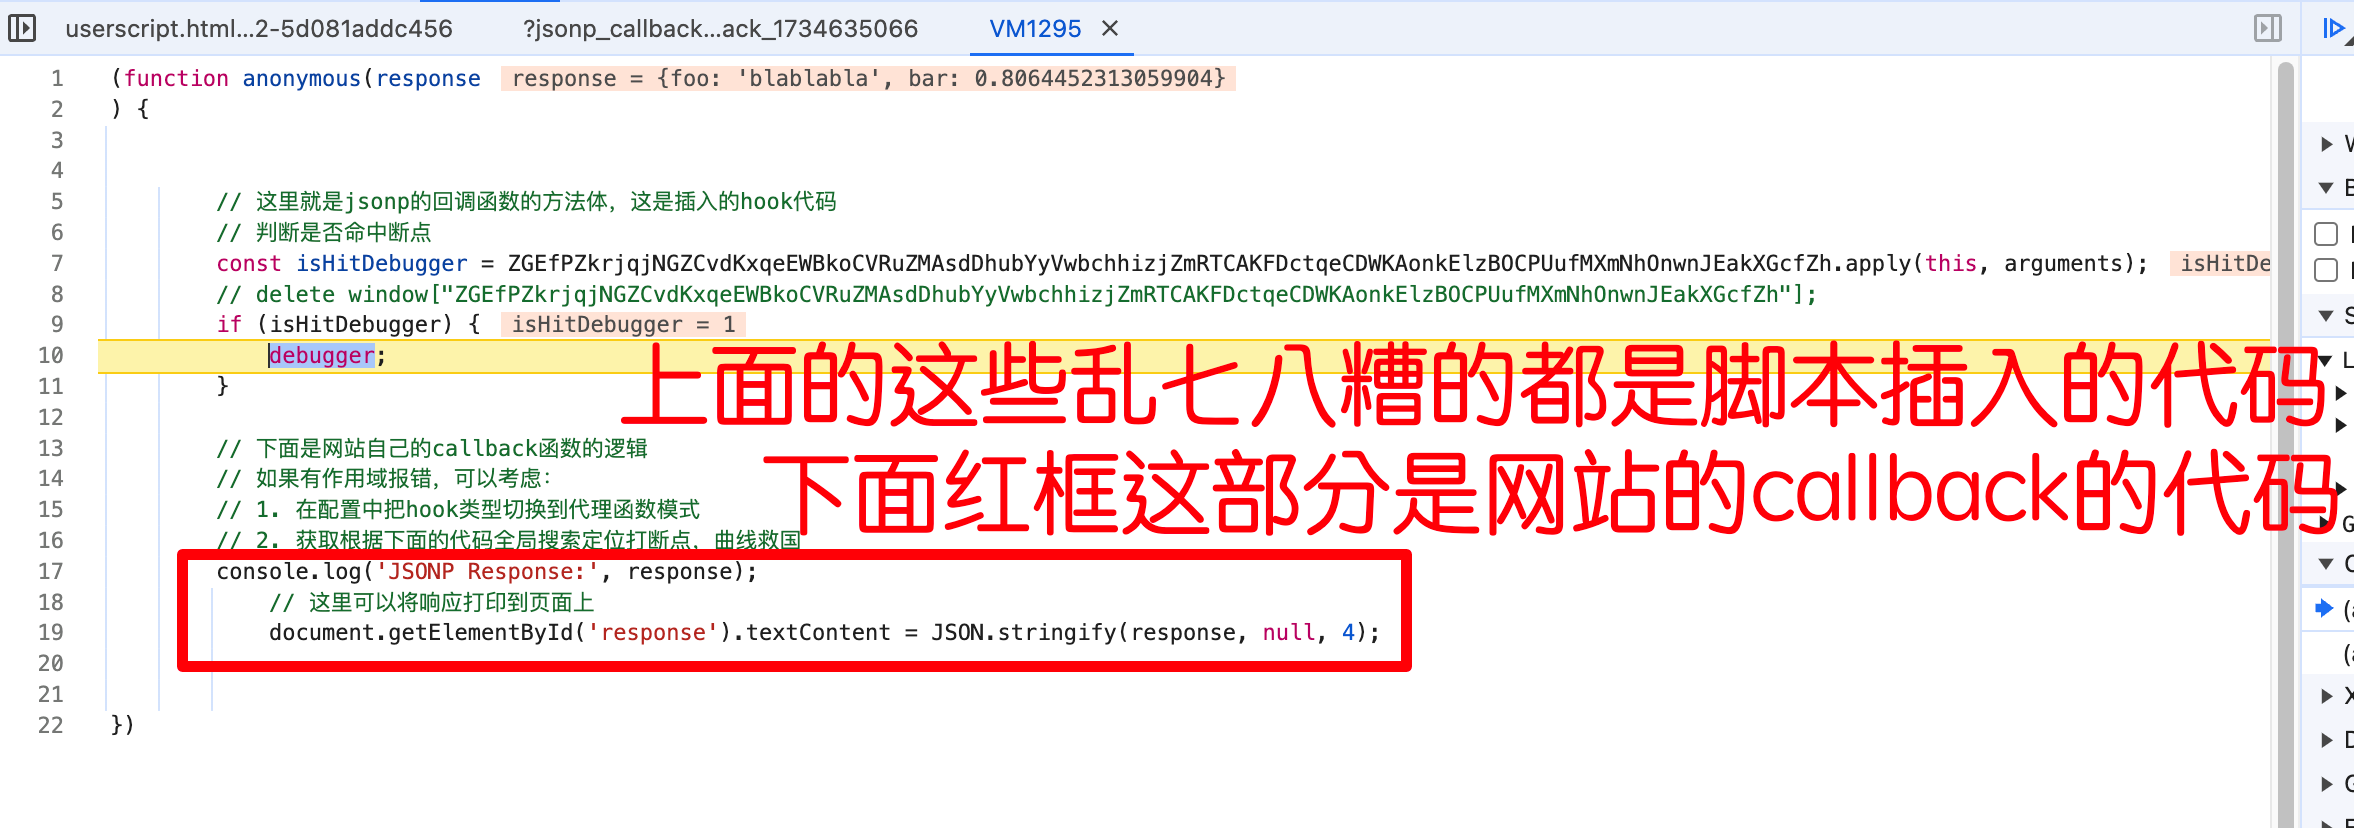 userscript.html...2-5d081addc456 ?jsonp_callback...ack_1734635066 VM1295
1 (function anonymous(response response = {foo: 'blablabla', bar: 0.8064452313059904}
2 ) {
3
4
5 // 这里就是jsonp的回调函数的方法体，这是插入的hook代码
6 // 判断是否命中断点
7 const isHitDebugger = ZGEfPZkrjqjNGZCvdKxqeEWBkoCVRuZMAsdDhubYyVwbchhizjZmRTCAKFDctqeCDWKAonkElzBOCPUufMXmNhOnwnJEakXGcfZh.apply(this, arguments); isHitDe
8 // delete window["ZGEfPZkrjqjNGZCvdKxqeEWBkoCVRuZMAsdDhubYyVwbchhizjZmRTCAKFDctqeCDWKAonkElzBOCPUufMXmNhOnwnJEakXGcfZh"];
9 if (isHitDebugger) { isHitDebugger = 1
10 debugger;
上面的这些乱七八糟的都是脚本插入的代码
11 }
12
13 // 下面是网站自己的callback函数的逻辑
14 // 如果有作用域报错，可以考虑：
下面红框这部分是网站的callback的代码
15 // 1. 在配置中把hook类型切换到代理函数模式
16 // 2. 获取根据下面的代码全局搜索定位打断点，曲线救国
17 console.log('JSONP Response:', response);
18 // 这里可以将响应打印到页面上
19 document.getElementById('response').textContent = JSON.stringify(response, null, 4);
20
21
22 })